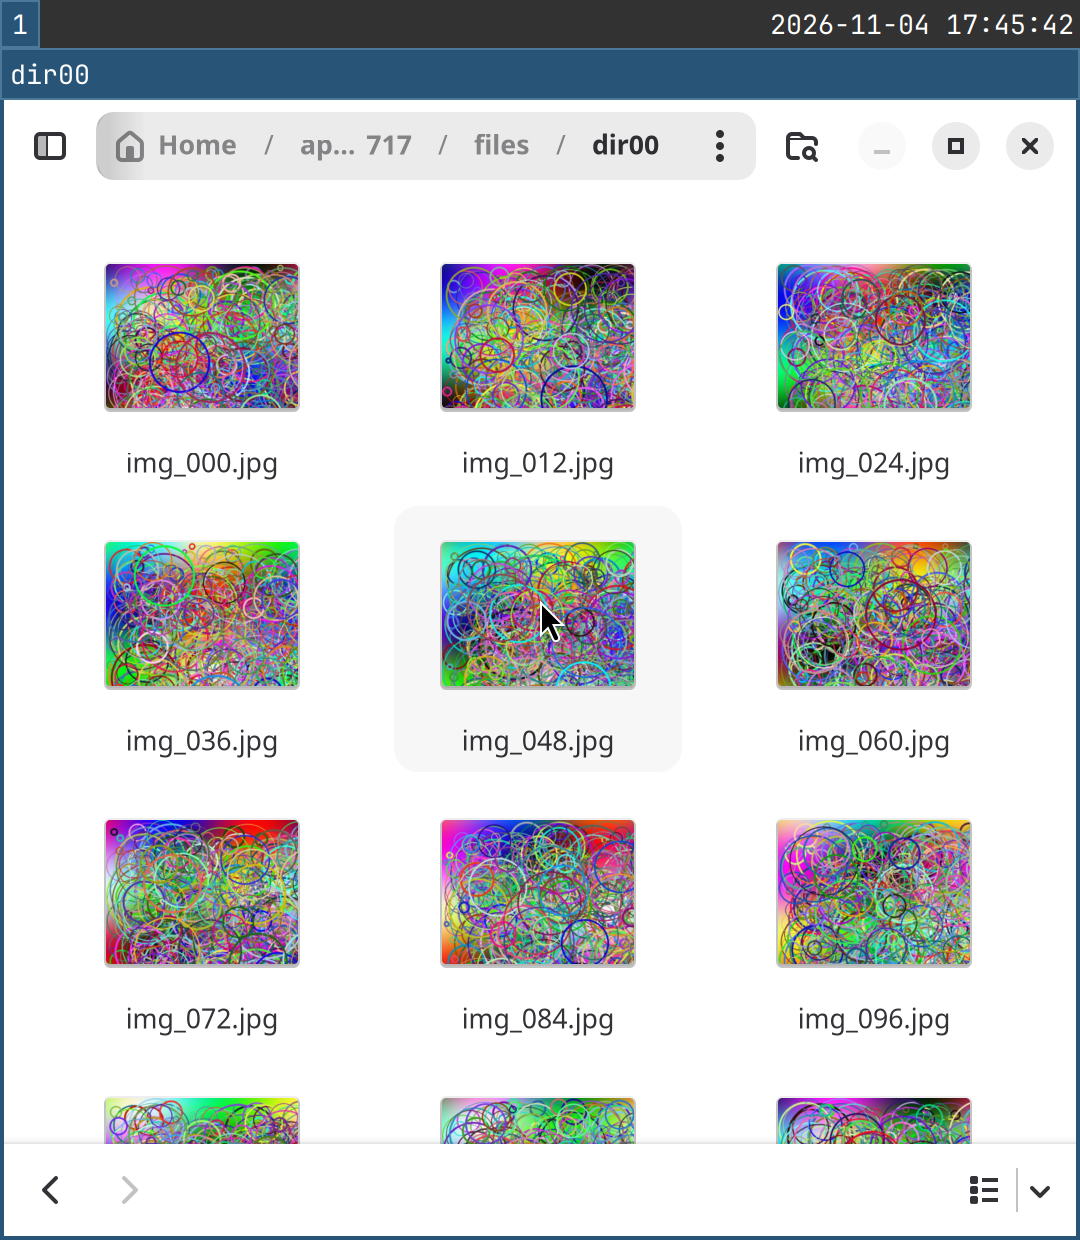 1 2026-11-04 17:45:42
dir00
Home / ap... 717 / files / dir00
img_000.jpg img_012.jpg img_024.jpg
img_036.jpg img_048.jpg img_060.jpg
img_072.jpg img_084.jpg img_096.jpg